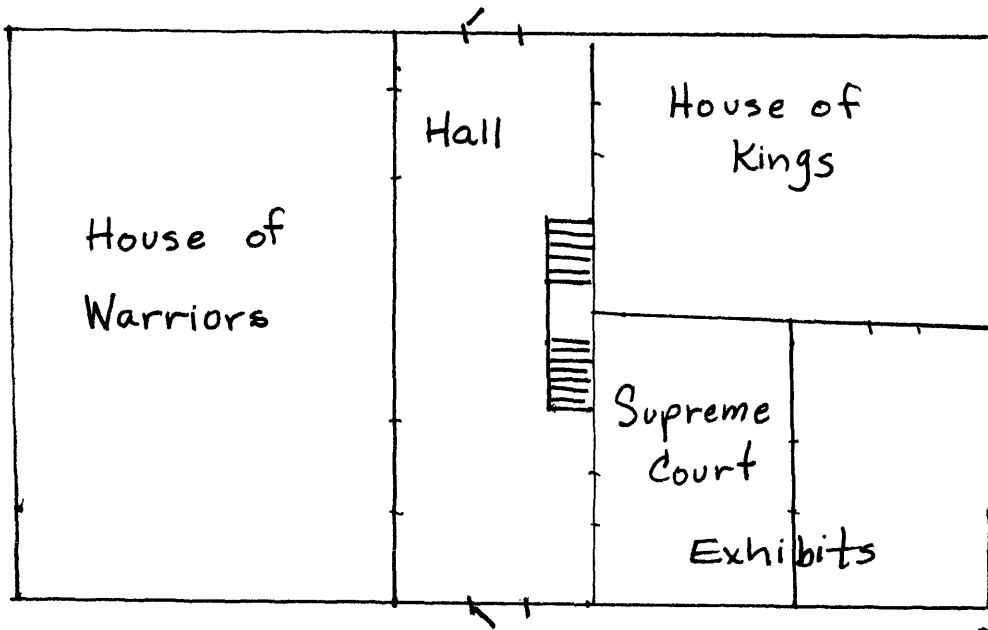 House of
Warriors
Hall
House of
Kings
Supreme
Court
Exhibits